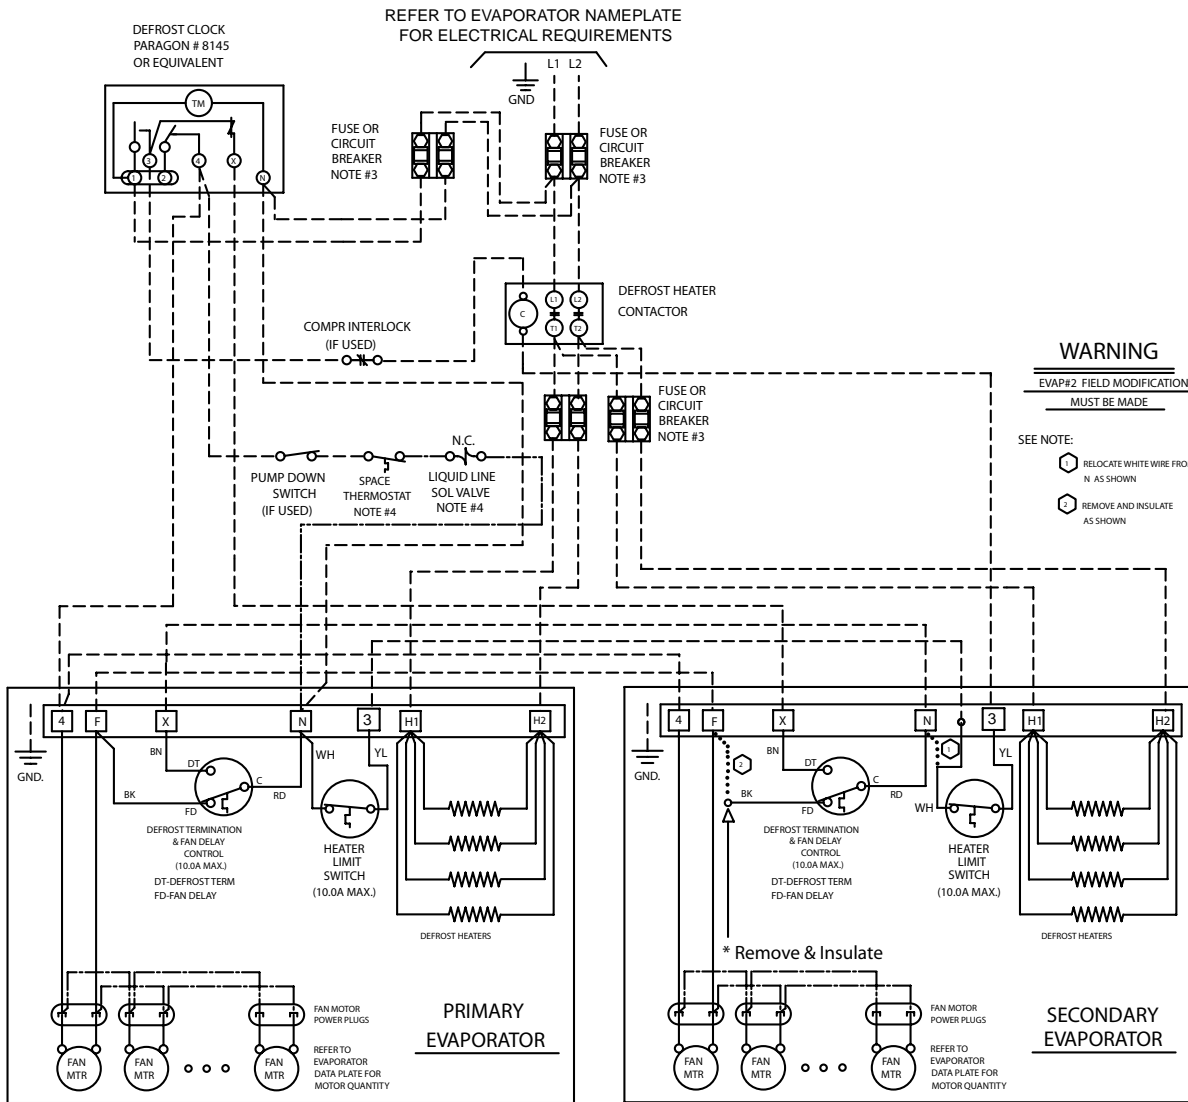 REFER TO EVAPORATOR NAMEPLATE
FOR ELECTRICAL REQUIREMENTS
DEFROST CLOCK
PARAGON # 8145
OR EQUIVALENT
L1 L2
GND
TM
3
4
X
1
2
N
FUSE OR
CIRCUIT
BREAKER
NOTE #3
FUSE OR
CIRCUIT
BREAKER
NOTE #3
C
L1
L2
T1
T2
DEFROST HEATER
CONTACTOR
COMPR INTERLOCK
(IF USED)
FUSE OR
CIRCUIT
BREAKER
NOTE #3
WARNING
EVAP#2 FIELD MODIFICATION
MUST BE MADE
SEE NOTE:
1 RELOCATE WHITE WIRE FRO
N AS SHOWN
2 REMOVE AND INSULATE
AS SHOWN
PUMP DOWN
SWITCH
(IF USED)
SPACE
THERMOSTAT
NOTE #4
N.C.
LIQUID LINE
SOL VALVE
NOTE #4
4 F X N 3 H1 H2
GND.
BN
DT
BK
FD
C
RD
WH
YL
DEFROST TERMINATION
& FAN DELAY
CONTROL
(10.0A MAX.)
DT-DEFROST TERM
FD-FAN DELAY
HEATER
LIMIT
SWITCH
(10.0A MAX.)
DEFROST HEATERS
FAN MOTOR
POWER PLUGS
REFER TO
EVAPORATOR
DATA PLATE FOR
MOTOR QUANTITY
FAN
MTR
FAN
MTR
FAN
MTR
PRIMARY
EVAPORATOR
4 F X N 3 H1 H2
GND.
2
1
BN
DT
BK
FD
C
RD
WH
YL
DEFROST TERMINATION
& FAN DELAY
CONTROL
(10.0A MAX.)
DT-DEFROST TERM
FD-FAN DELAY
HEATER
LIMIT
SWITCH
(10.0A MAX.)
DEFROST HEATERS
* Remove & Insulate
FAN MOTOR
POWER PLUGS
REFER TO
EVAPORATOR
DATA PLATE FOR
MOTOR QUANTITY
FAN
MTR
FAN
MTR
FAN
MTR
SECONDARY
EVAPORATOR